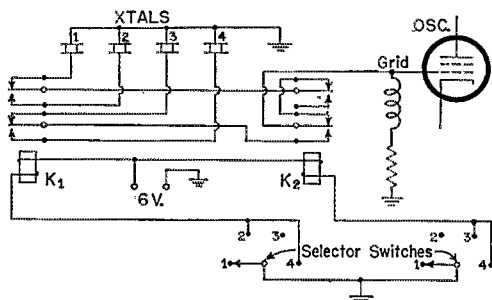 XTALS
OSC.
1 2 3 4
Grid
K1
6V.
K2
2 3 2 3
Selector Switches
1 4 1 4